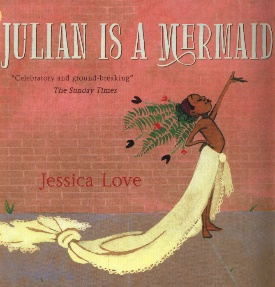 JULIAN IS A MERMAID
"Celebratory and ground-breaking"
The Sunday Times
Jessica Love